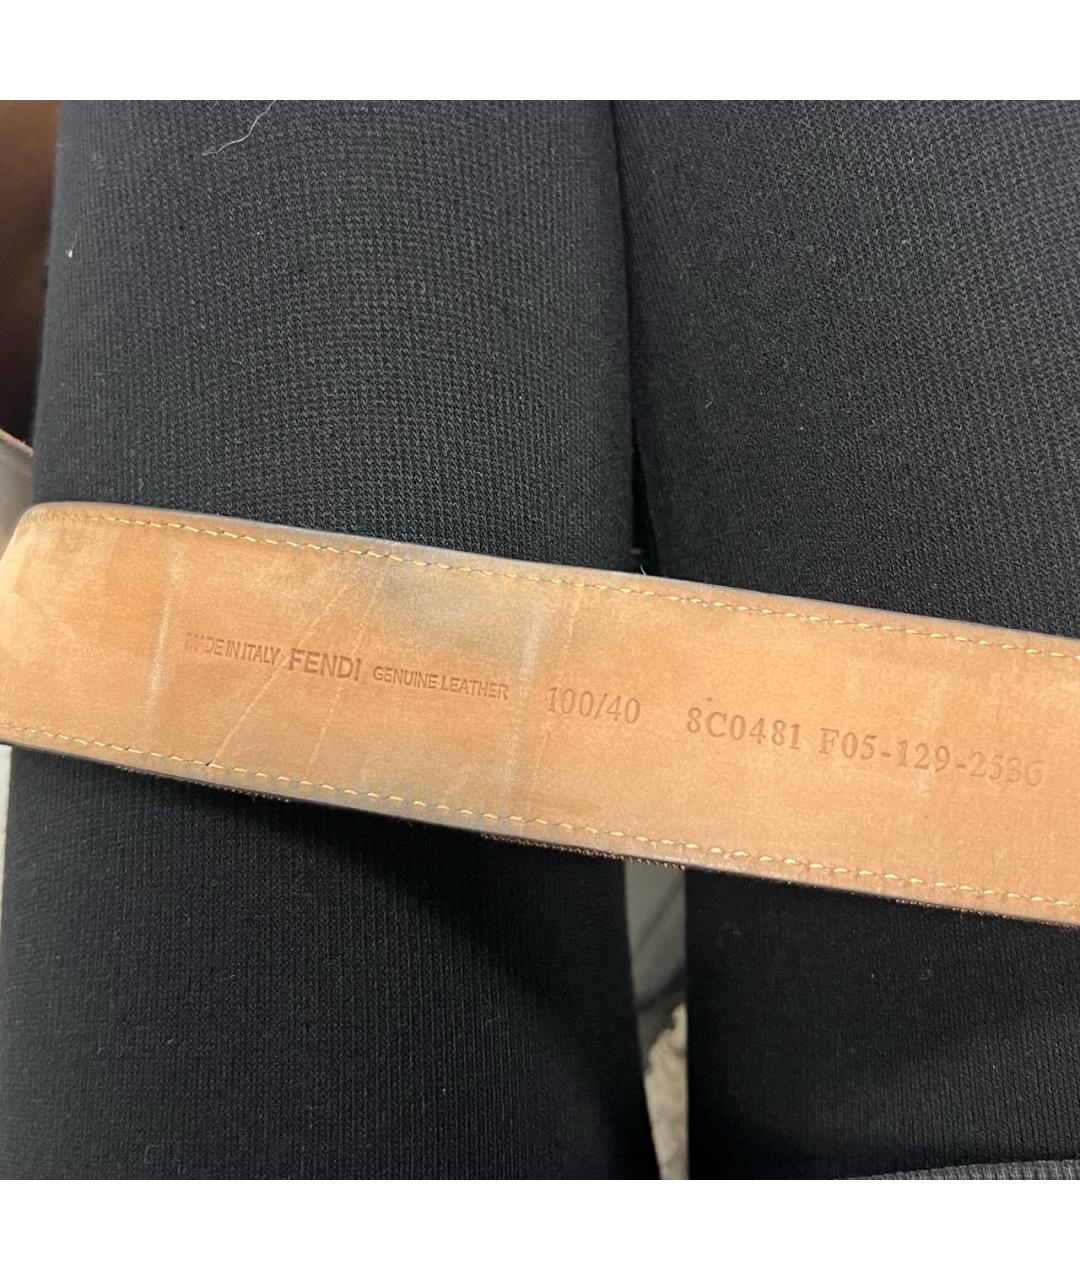 MADE IN ITALY FENDI GENUINE LEATHER 100/40 8C0481 F05-129-2536